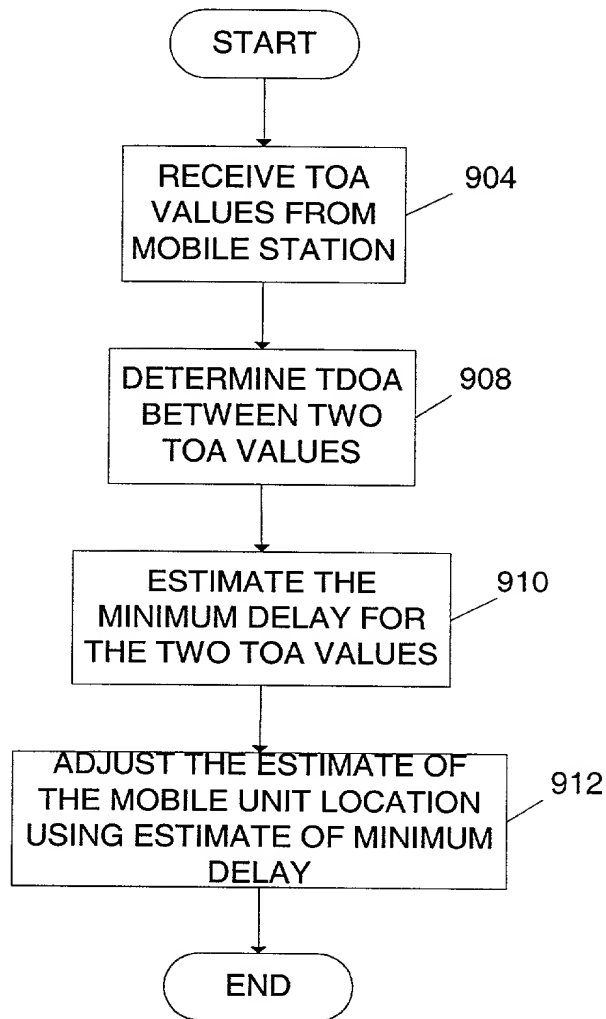 START
RECEIVE TOA
VALUES FROM
MOBILE STATION
904
DETERMINE TDOA
BETWEEN TWO
TOA VALUES
908
ESTIMATE THE
MINIMUM DELAY FOR
THE TWO TOA VALUES
910
ADJUST THE ESTIMATE OF
THE MOBILE UNIT LOCATION
USING ESTIMATE OF MINIMUM
DELAY
912
END